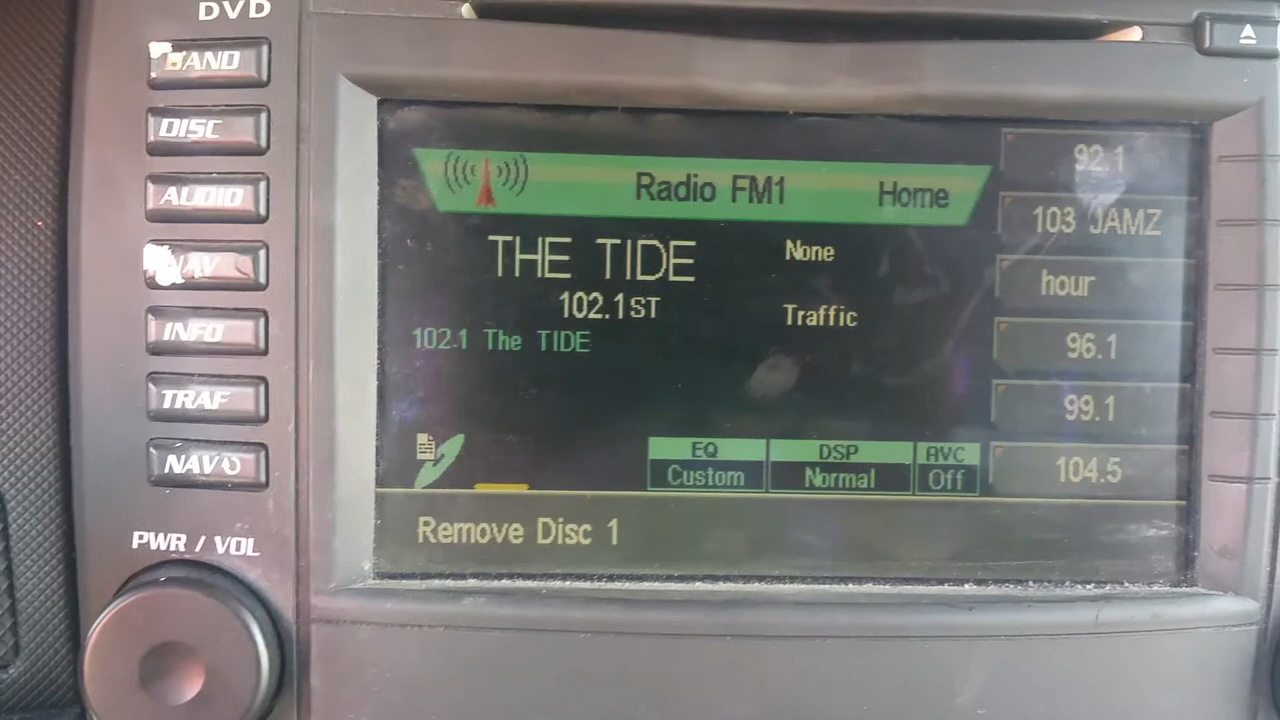 DVD
BAND
DISC
AUDIO
NAV
INFO
TRAF
NAV
PWR / VOL
Radio FM1
Home
THE TIDE
None
102.1ST
Traffic
102.1 The TIDE
EQ
Custom
DSP
Normal
AVC
Off
Remove Disc 1
92.1
103 JAMZ
hour
96.1
99.1
104.5